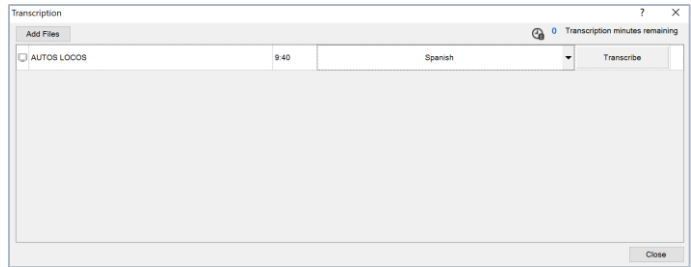 Transcription
Add Files
0 Transcription minutes remaining
AUTOS LOCOS 9:40 Spanish Transcribe
Close